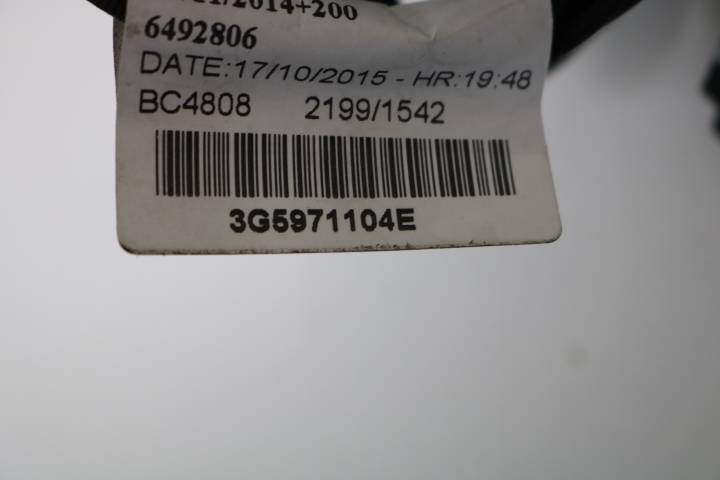 6492806
DATE:17/10/2015 - HR:19:48
BC4808 2199/1542
3G5971104E